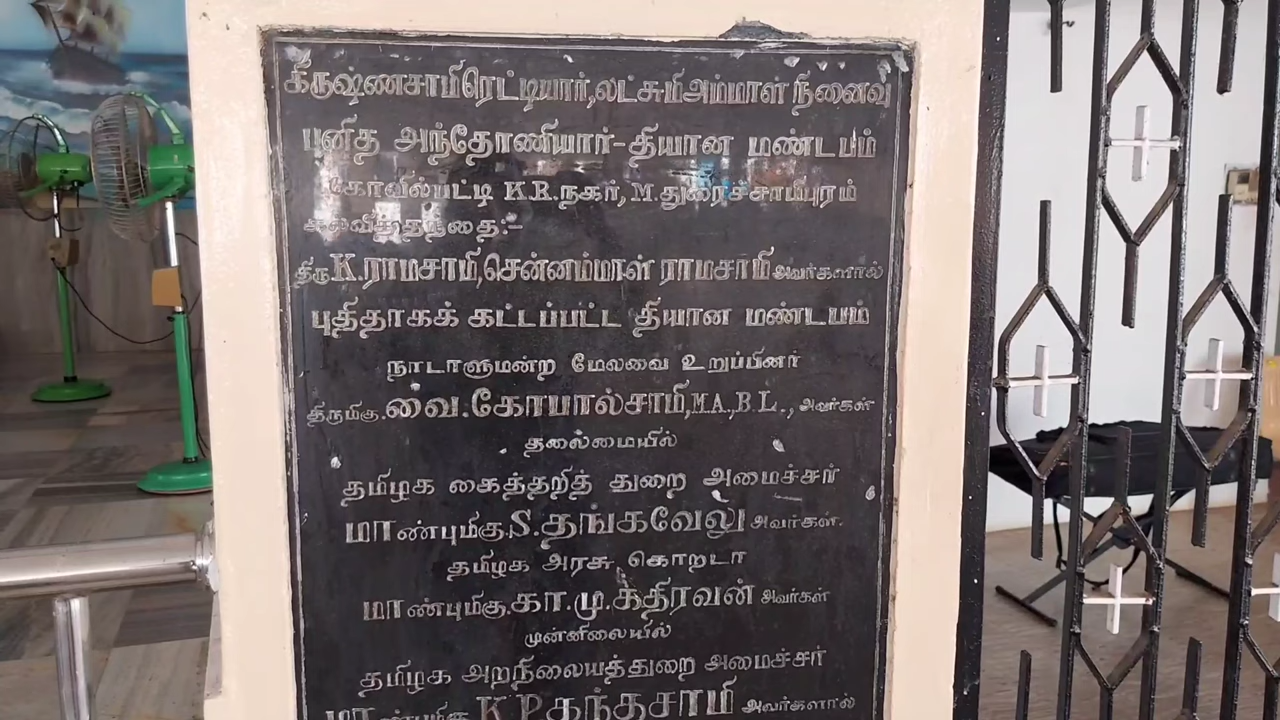 கிருஷ்ணசாமிரெட்டியார்,லட்சுமிஅம்மாள் நினைவு
புனித அந்தோணியார்-தியான மண்டபம்
கோவில்பட்டி K.R.நகர், M.துரைச்சாமிபுரம்
திரு.K.ராமசாமி,சென்னம்மாள் ராமசாமி அவர்களால்
புதிதாகக் கட்டப்பட்ட தியான மண்டபம்
நாடாளுமன்ற மேலவை உறுப்பினர்
திருமிகு.வை.கோபால்சாமி,M.A.,B.L., அவர்கள்
தலைமையில்
தமிழக கைத்தறித் துறை அமைச்சர்
மாண்புமிகு.S.தங்கவேலு அவர்கள்.
தமிழக அரசு கொறடா
மாண்புமிகு.கா.மு.கதிரவன் அவர்கள்
முன்னிலையில்
தமிழக அறநிலையத்துறை அமைச்சர்
மாண்புமிகு.K.P.கந்தசாமி அவர்களால்